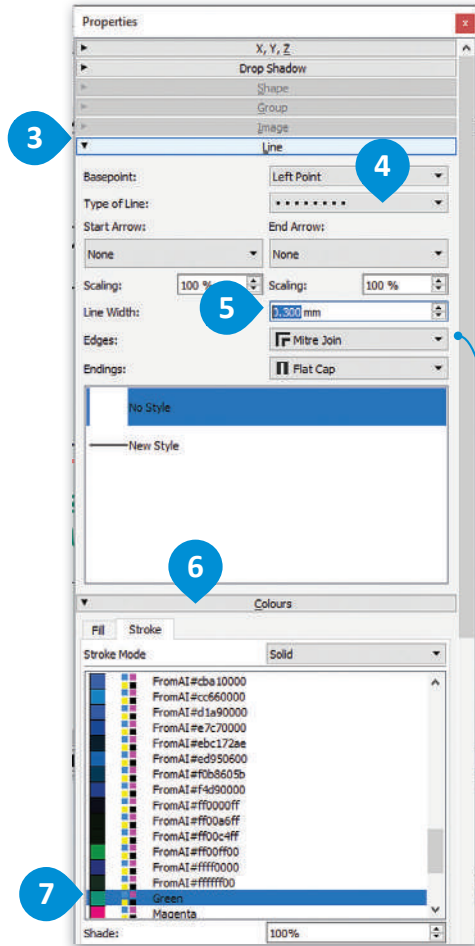 Properties
x
X, Y, Z
Drop Shadow
Shape
Group
Image
3
Line
Basepoint: Left Point
4
Type of Line:
Start Arrow: End Arrow:
None None
Scaling: 100 % Scaling: 100 %
5
Line Width: 0.300 mm
Edges: Mitre Join
Endings: Flat Cap
No Style
New Style
6
Colours
Fill Stroke
Stroke Mode Solid
FromAI#cba10000
FromAI#cc660000
FromAI#d1a90000
FromAI#e7c70000
FromAI#ebc172ae
FromAI#ed950600
FromAI#f0b8605b
FromAI#f4d90000
FromAI#ff0000ff
FromAI#ff00a6ff
FromAI#ff00c4ff
FromAI#ff00ff00
FromAI#ffff0000
FromAI#ffffff00
7
Green
Magenta
Shade: 100%